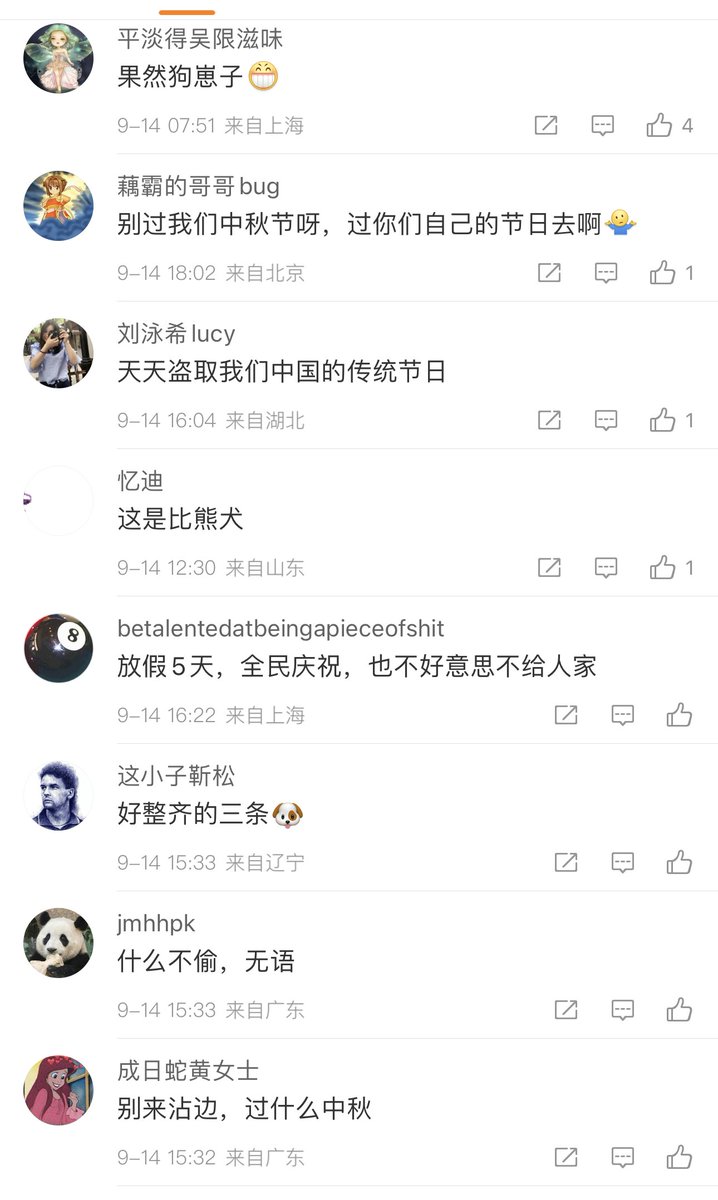 平淡得吴限滋味
果然狗崽子😁
9-14 07:51 来自上海
4
藕霸的哥哥bug
别过我们中秋节呀，过你们自己的节日去啊🤷
9-14 18:02 来自北京
1
刘泳希lucy
天天盗取我们中国的传统节日
9-14 16:04 来自湖北
1
忆迪
这是比熊犬
9-14 12:30 来自山东
1
betalentedatbeingapieceofshit
放假5天，全民庆祝，也不好意思不给人家
9-14 16:22 来自上海
这小子靳松
好整齐的三条🐶
9-14 15:33 来自辽宁
jmhhpk
什么不偷，无语
9-14 15:33 来自广东
成日蛇黄女士
别来沾边，过什么中秋
9-14 15:32 来自广东